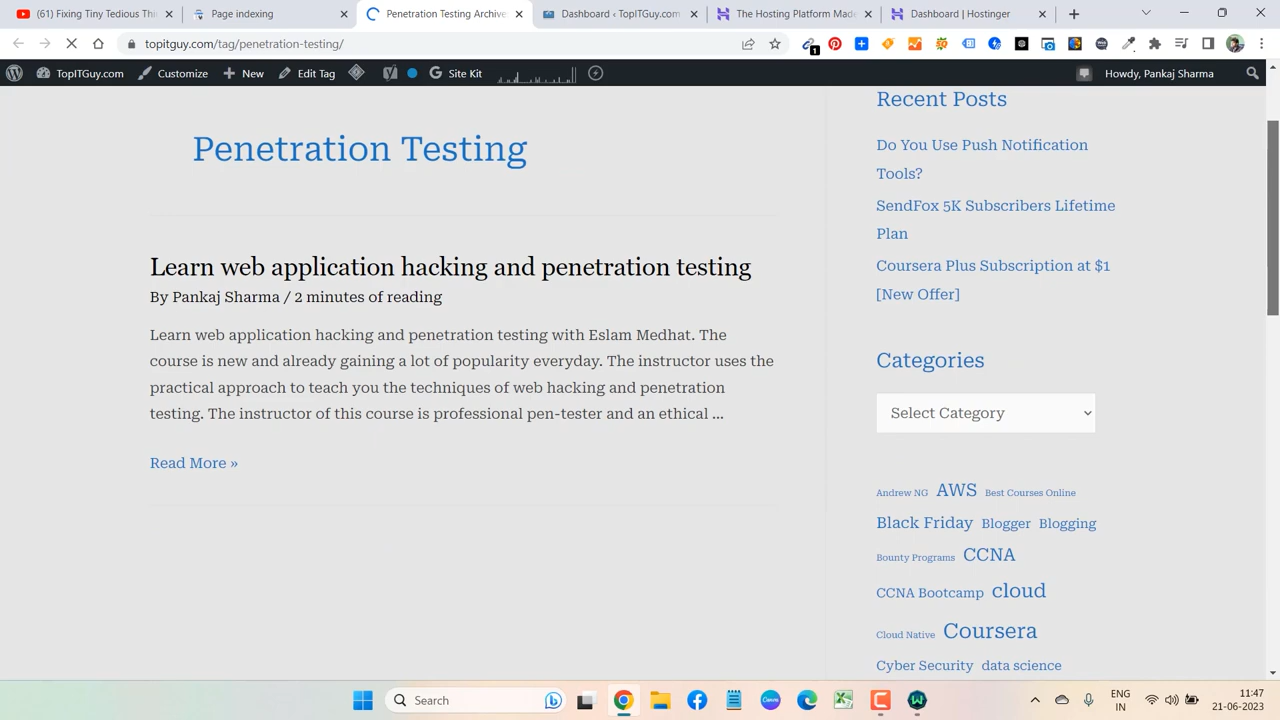 (61) Fixing Tiny Tedious Thin
Page indexing
Penetration Testing Archive
Dashboard ‹ TopITGuy.com
The Hosting Platform Made
Dashboard | Hostinger
topitguy.com/tag/penetration-testing/
1
TopITGuy.com
Customize
New
Edit Tag
Site Kit
Howdy, Pankaj Sharma
Penetration Testing
Learn web application hacking and penetration testing
By Pankaj Sharma / 2 minutes of reading
Learn web application hacking and penetration testing with Eslam Medhat. The
course is new and already gaining a lot of popularity everyday. The instructor uses the
practical approach to teach you the techniques of web hacking and penetration
testing. The instructor of this course is professional pen-tester and an ethical ...
Read More »
Recent Posts
Do You Use Push Notification
Tools?
SendFox 5K Subscribers Lifetime
Plan
Coursera Plus Subscription at $1
[New Offer]
Categories
Select Category
Andrew NG AWS Best Courses Online
Black Friday Blogger Blogging
Bounty Programs CCNA
CCNA Bootcamp cloud
Cloud Native Coursera
Cyber Security data science
Search
ENG
IN
11:47
21-06-2023